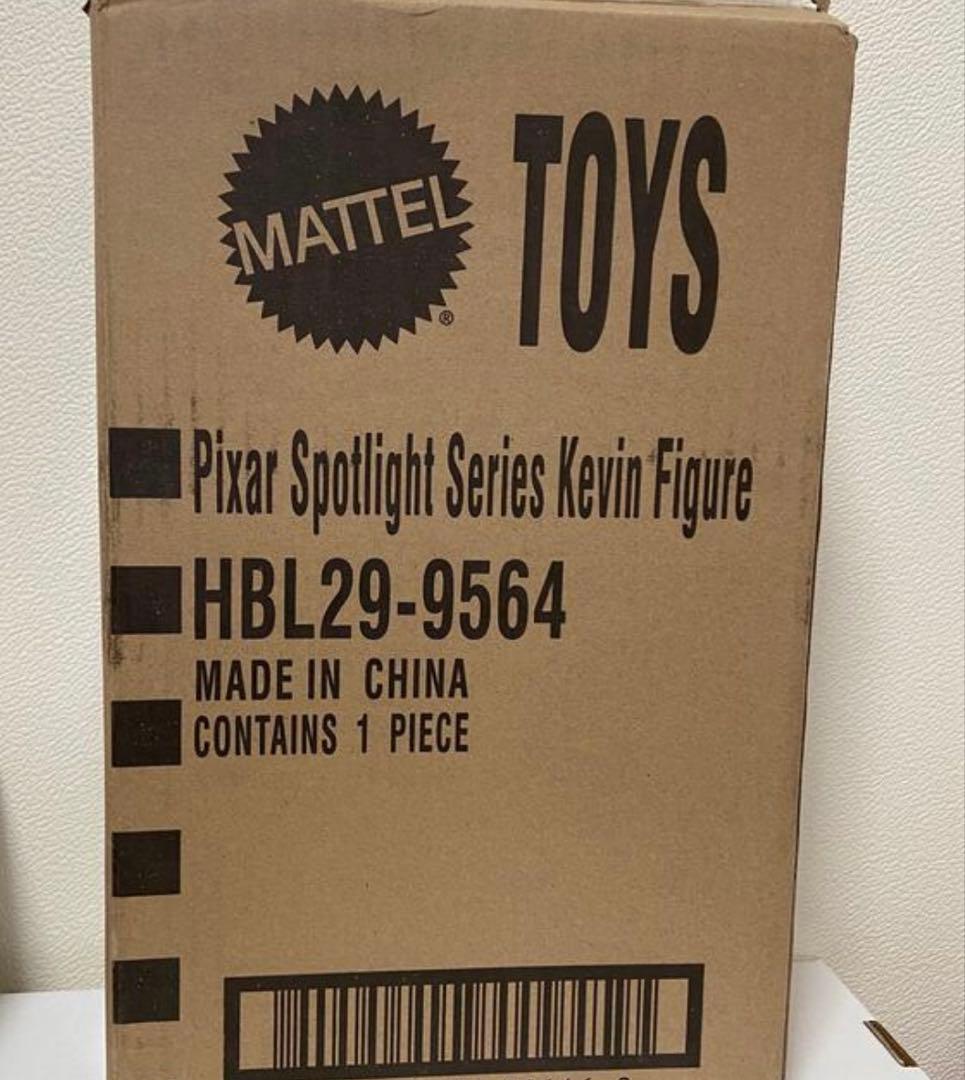 MATTEL ®
TOYS
Pixar Spotlight Series Kevin Figure
HBL29-9564
MADE IN CHINA
CONTAINS 1 PIECE